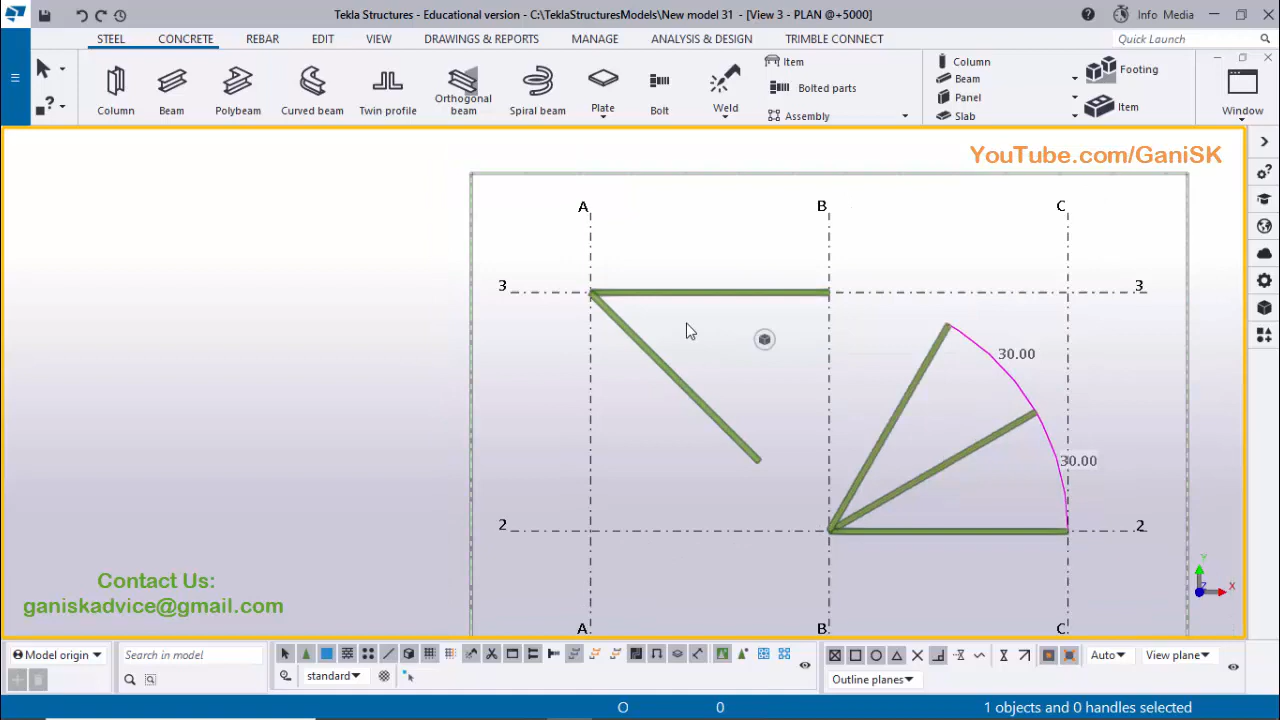 Tekla Structures - Educational version - C:\TeklaStructuresModels\New model 31 - [View 3 - PLAN @+5000]
Info Media
STEEL CONCRETE REBAR EDIT VIEW DRAWINGS & REPORTS MANAGE ANALYSIS & DESIGN TRIMBLE CONNECT
Quick Launch
Column Beam Polybeam Curved beam Twin profile Orthogonal beam Spiral beam Plate Bolt Weld
Item
Bolted parts
Assembly
Column
Beam
Panel
Slab
Footing
Item
Window
YouTube.com/GaniSK
A B C
3 3
30.00
30.00
2 2
Contact Us:
ganiskadvice@gmail.com
Y
Z X
A B C
Model origin
Search in model
standard
Auto
View plane
Outline planes
O 0 1 objects and 0 handles selected